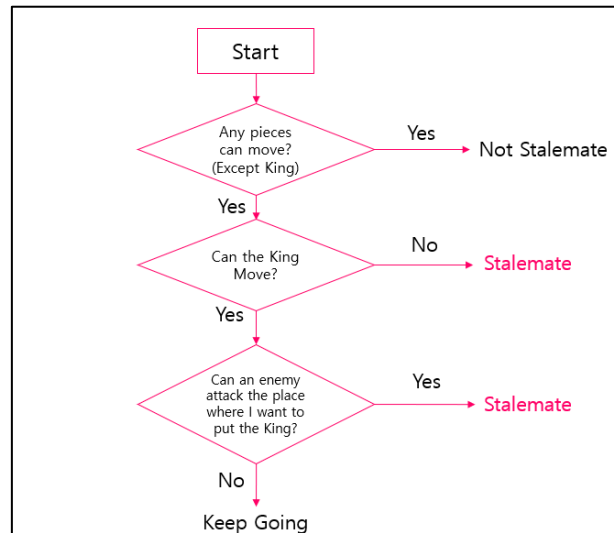 Start
Any pieces
can move?
(Except King)
Yes
Not Stalemate
Yes
Can the King
Move?
No
Stalemate
Yes
Can an enemy
attack the place
where I want to
put the King?
Yes
Stalemate
No
Keep Going